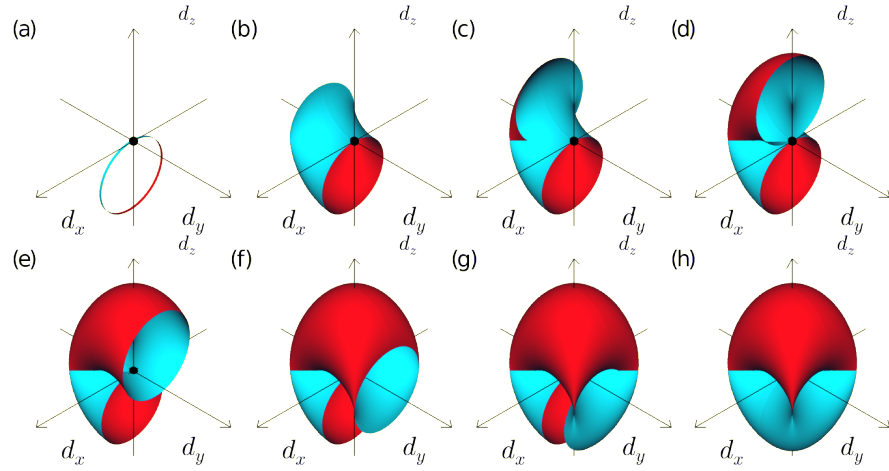 (a) d_z (b) d_z (c) d_z (d) d_z
d_x d_y d_x d_y d_x d_y d_x d_y
(e) d_z (f) d_z (g) d_z (h) d_z
d_x d_y d_x d_y d_x d_y d_x d_y